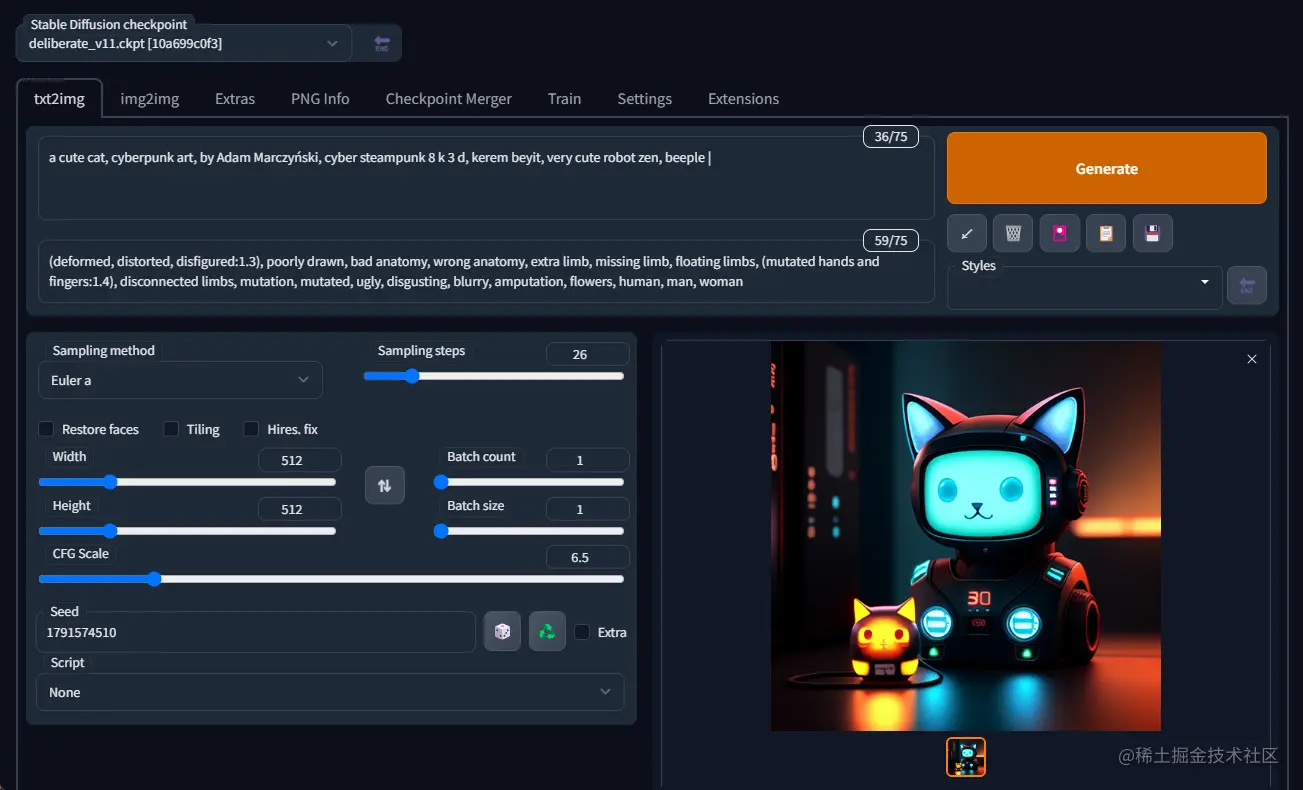 Stable Diffusion checkpoint
deliberate_v11.ckpt [10a699c0f3]
txt2img
img2img
Extras
PNG Info
Checkpoint Merger
Train
Settings
Extensions
36/75
a cute cat, cyberpunk art, by Adam Marczyński, cyber steampunk 8 k 3 d, kerem beyit, very cute robot zen, beeple |
Generate
59/75
(deformed, distorted, disfigured:1.3), poorly drawn, bad anatomy, wrong anatomy, extra limb, missing limb, floating limbs, (mutated hands and
fingers:1.4), disconnected limbs, mutation, mutated, ugly, disgusting, blurry, amputation, flowers, human, man, woman
Styles
Sampling method
Euler a
Sampling steps
26
Restore faces
Tiling
Hires. fix
Width
512
Batch count
1
Height
512
Batch size
1
CFG Scale
6.5
Seed
1791574510
Extra
Script
None
30
@稀土掘金技术社区